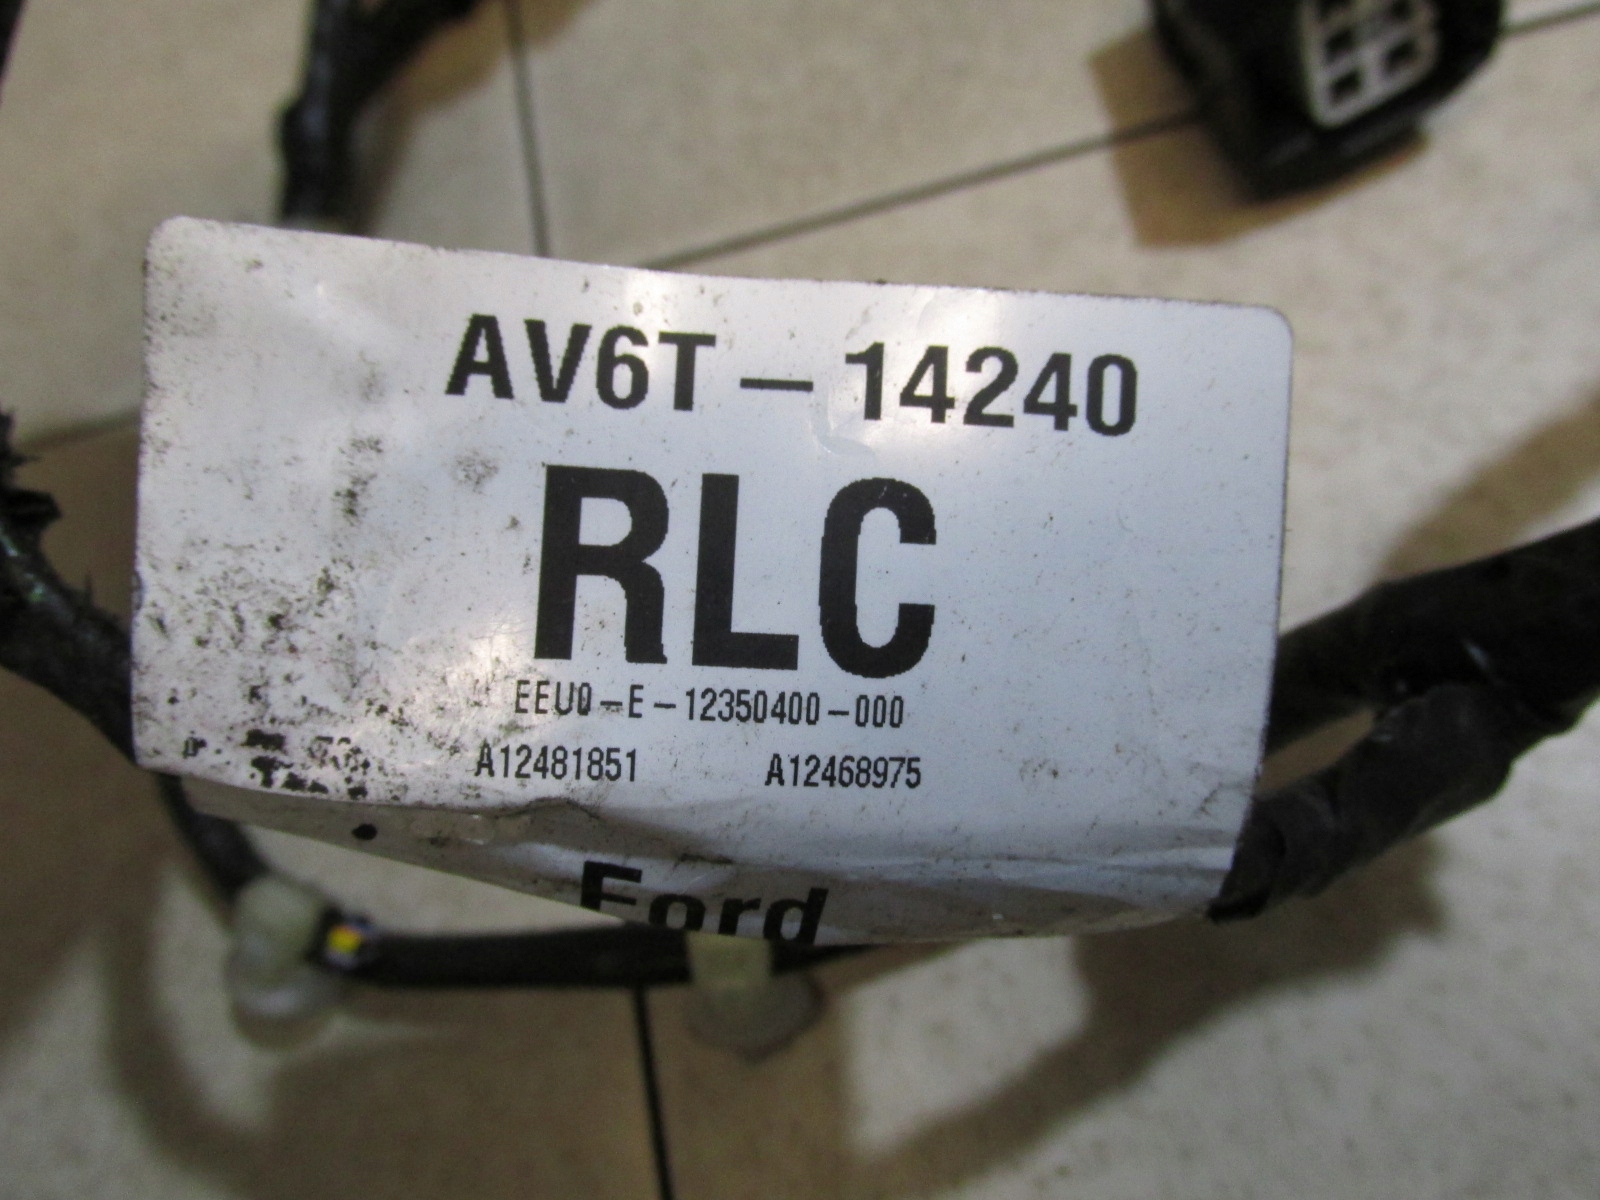 AV6T - 14240
RLC
EEU0-E-12350400-000
A12481851 A12468975
Ford